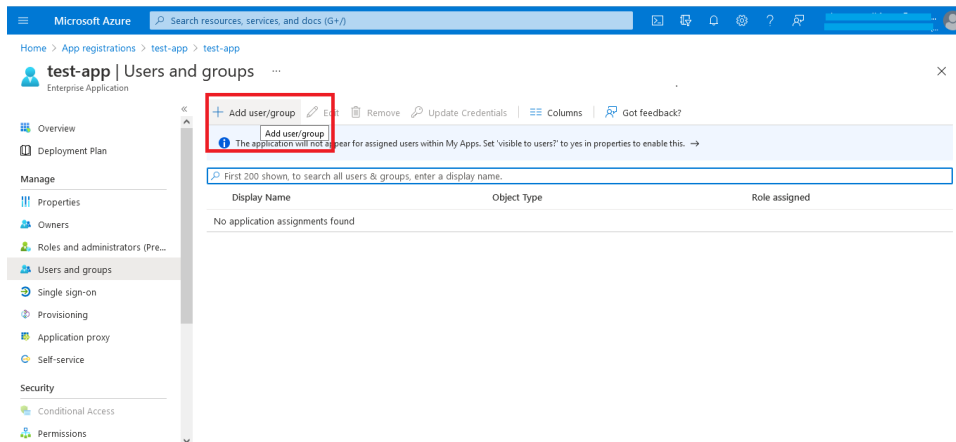 Microsoft Azure
Search resources, services, and docs (G+/)
Home > App registrations > test-app > test-app
test-app | Users and groups ...
Enterprise Application
Overview
Deployment Plan
Manage
Properties
Owners
Roles and administrators (Pre...
Users and groups
Single sign-on
Provisioning
Application proxy
Self-service
Security
Conditional Access
Permissions
+ Add user/group Edit Remove Update Credentials Columns Got feedback?
Add user/group
The application will not appear for assigned users within My Apps. Set 'visible to users?' to yes in properties to enable this. →
First 200 shown, to search all users & groups, enter a display name.
Display Name Object Type Role assigned
No application assignments found